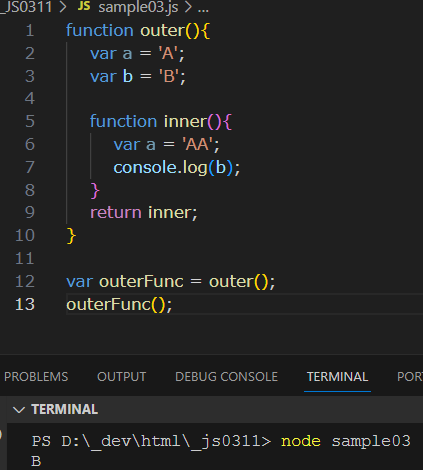 _JS0311 > JS sample03.js > ...
1 function outer(){
2 var a = 'A';
3 var b = 'B';
4
5 function inner(){
6 var a = 'AA';
7 console.log(b);
8 }
9 return inner;
10 }
11
12 var outerFunc = outer();
13 outerFunc();
PROBLEMS OUTPUT DEBUG CONSOLE TERMINAL POR
TERMINAL
PS D:\_dev\html\_js0311> node sample03
B